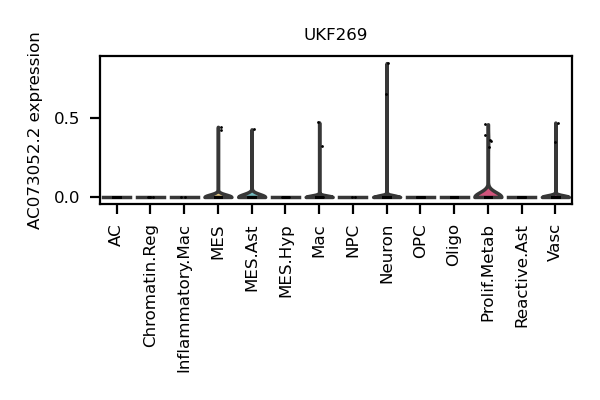 UKF269
AC073052.2 expression
0.5
0.0
AC
Chromatin.Reg
Inflammatory.Mac
MES
MES.Ast
MES.Hyp
Mac
NPC
Neuron
OPC
Oligo
Prolif.Metab
Reactive.Ast
Vasc